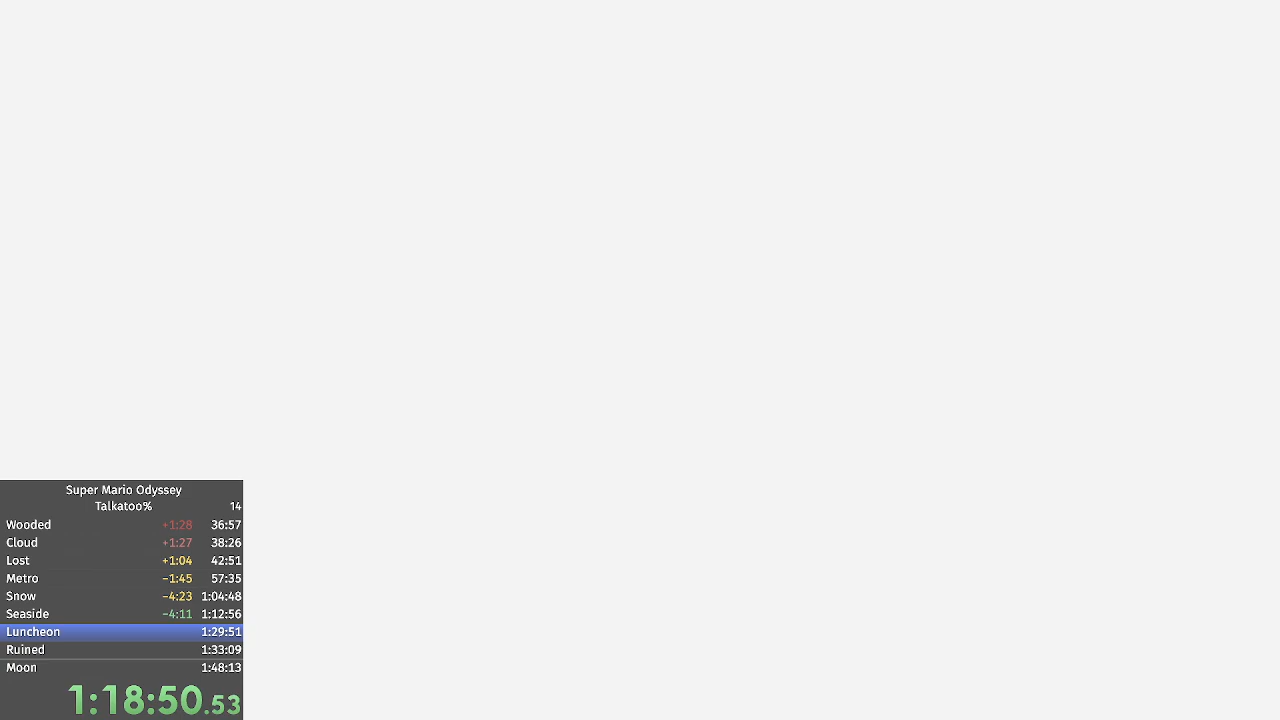 Super Mario Odyssey
Talkatoo% 14
Wooded +1:28 36:57
Cloud +1:27 38:26
Lost +1:04 42:51
Metro −1:45 57:35
Snow −4:23 1:04:48
Seaside −4:11 1:12:56
Luncheon 1:29:51
Ruined 1:33:09
Moon 1:48:13
1:18:50.53